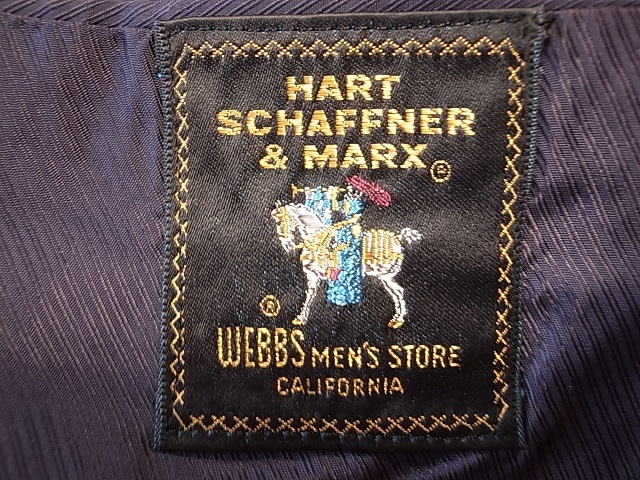 HART
SCHAFFNER
& MARX®
®
WEBBS MEN'S STORE
CALIFORNIA